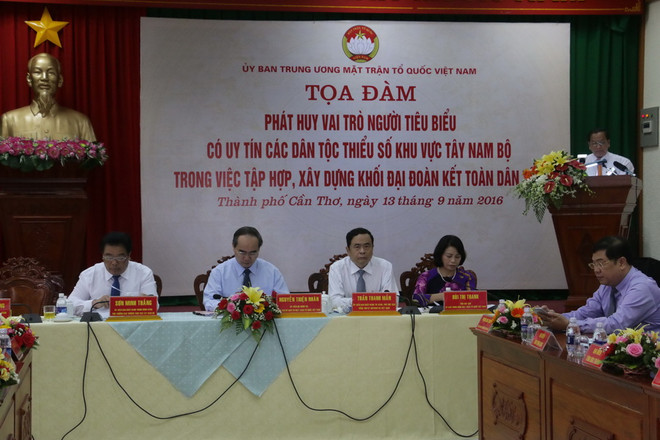 ỦY BAN TRUNG ƯƠNG MẶT TRẬN TỔ QUỐC VIỆT NAM
TỌA ĐÀM
PHÁT HUY VAI TRÒ NGƯỜI TIÊU BIỂU
CÓ UY TÍN CÁC DÂN TỘC THIỂU SỐ KHU VỰC TÂY NAM BỘ
TRONG VIỆC TẬP HỢP, XÂY DỰNG KHỐI ĐẠI ĐOÀN KẾT TOÀN DÂN
Thành phố Cần Thơ, ngày 13 tháng 9 năm 2016
SƠN MINH THẮNG
NGUYỄN THIỆN NHÂN
TRẦN THANH MẪN
BÙI THỊ THANH